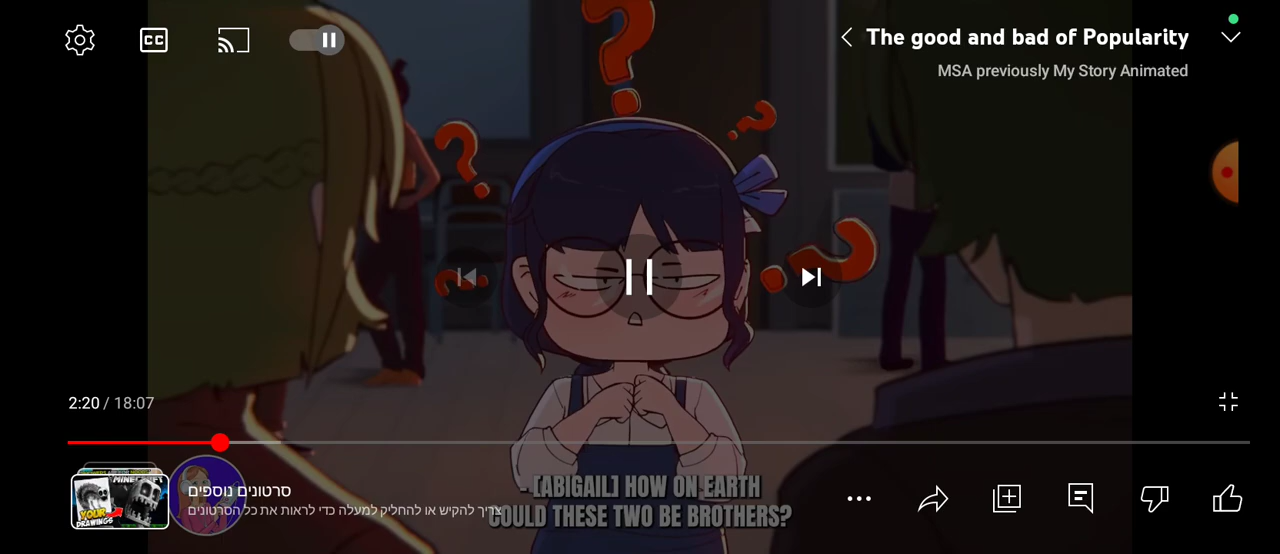 The good and bad of Popularity
MSA previously My Story Animated
2:20 / 18:07
MINECRAFT
YOUR
DRAWINGS
סרטונים נוספים
צריך להקיש או להחליק למעלה כדי לראות את כל הסרטונים
- [ABIGAIL] HOW ON EARTH
COULD THESE TWO BE BROTHERS?